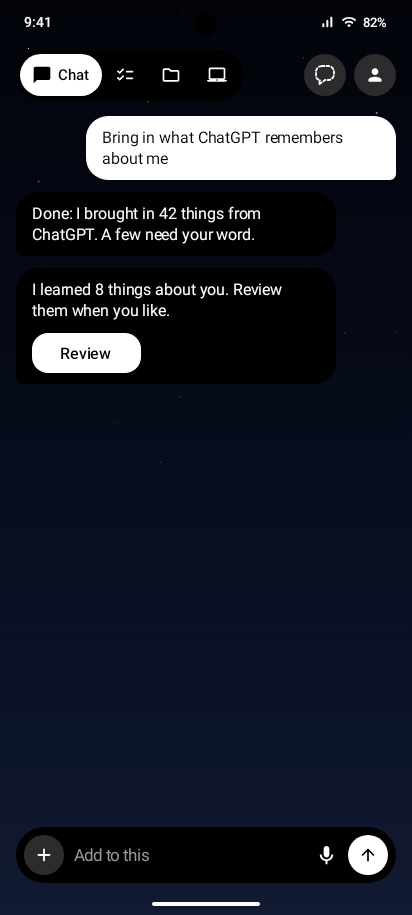 9:41
82%
Chat
Bring in what ChatGPT remembers
about me
Done: I brought in 42 things from
ChatGPT. A few need your word.
I learned 8 things about you. Review
them when you like.
Review
Add to this